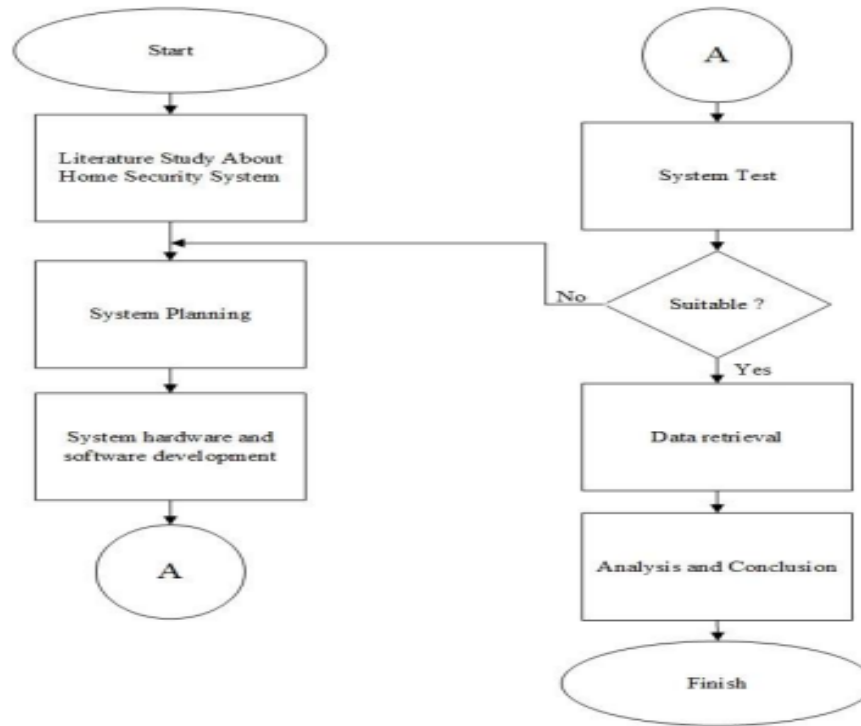 Start
Literature Study About
Home Security System
System Planning
System hardware and
software development
A
A
System Test
Suitable ?
No
Yes
Data retrieval
Analysis and Conclusion
Finish